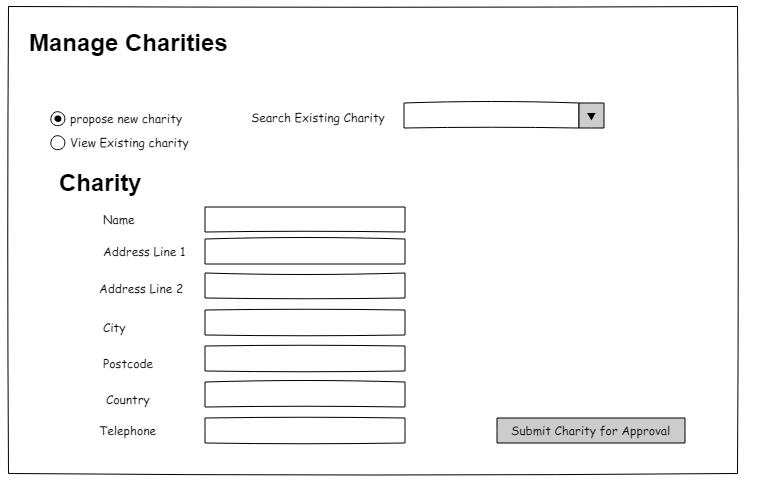 Manage Charities
propose new charity
Search Existing Charity
View Existing charity
Charity
Name
Address Line 1
Address Line 2
City
Postcode
Country
Telephone
Submit Charity for Approval